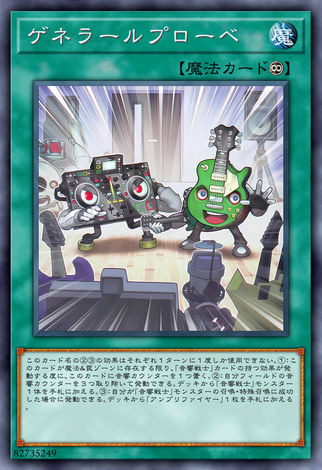 ゲネラールプローベ
魔
【魔法カード】
このカード名の②③の効果はそれぞれ１ターンに１度しか使用できない。①：こ
のカードが魔法&罠ゾーンに存在する限り、「音響戦士」カードの持つ効果が発
動する度に、このカードに音響カウンターを１つ置く。②：自分フィールドの音
響カウンターを３つ取り除いて発動できる。デッキから「音響戦士」モンスター
１体を手札に加える。③：自分が「音響戦士」モンスターの召喚・特殊召喚に成功
した場合に発動できる。デッキから「アンプリファイヤー」１枚を手札に加える
82735249